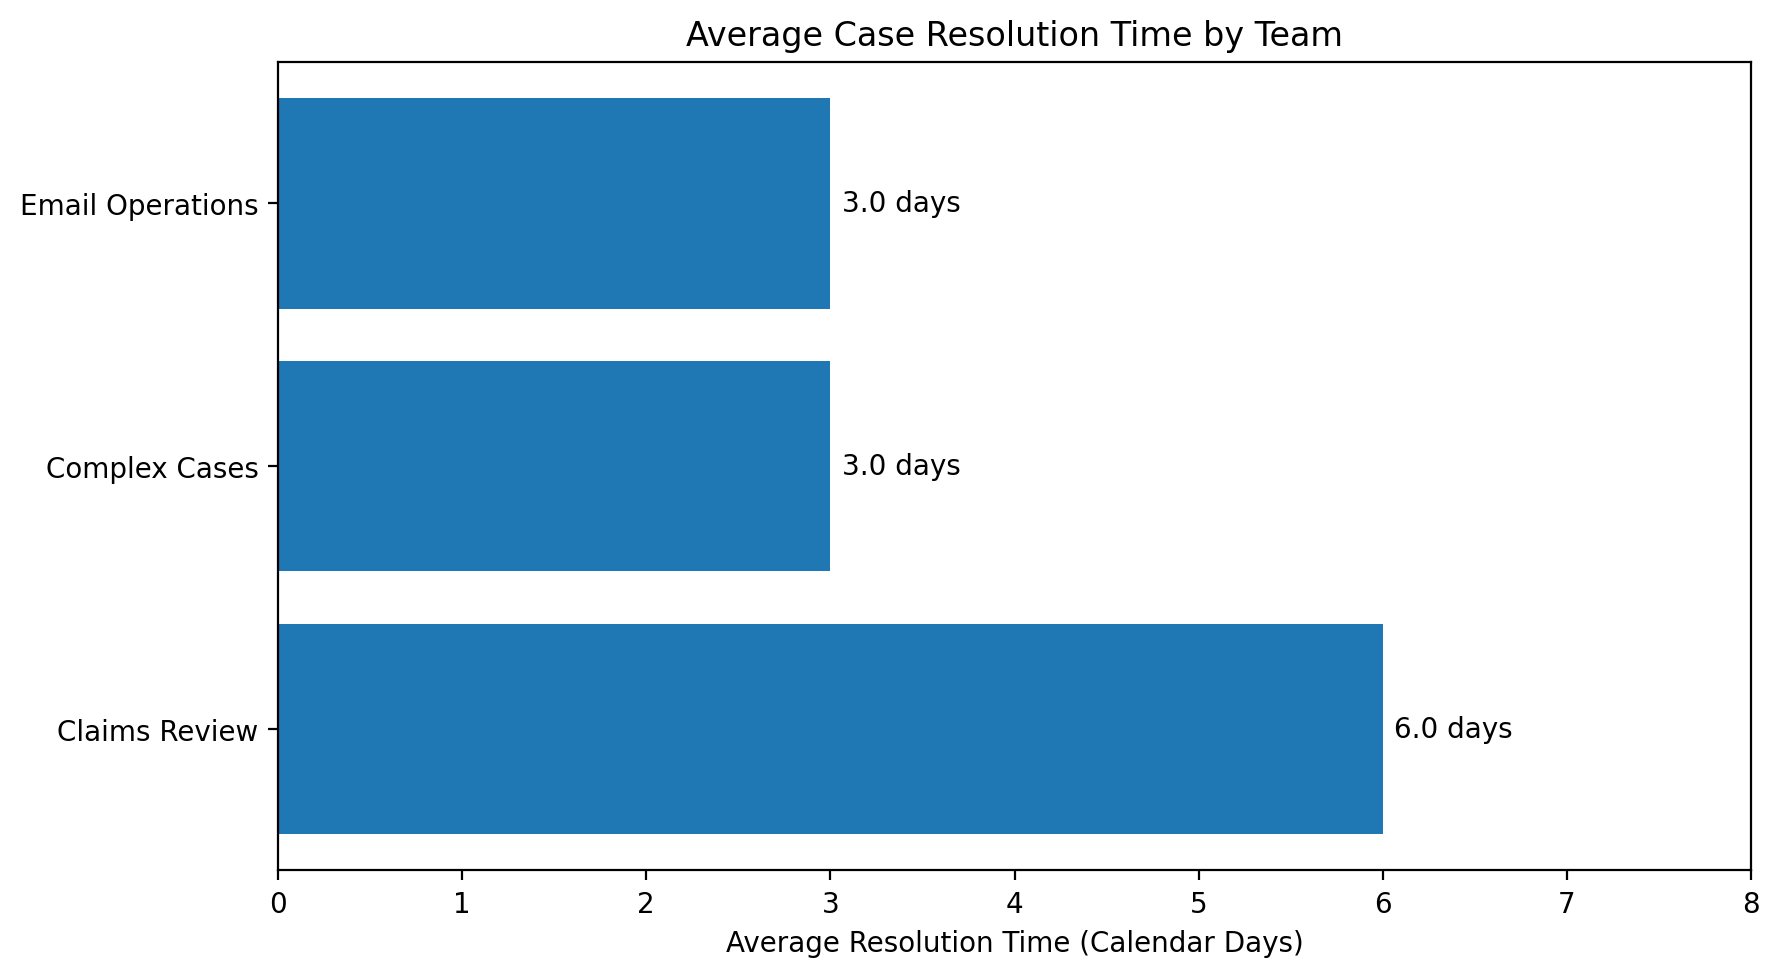 Average Case Resolution Time by Team
Email Operations
3.0 days
Complex Cases
3.0 days
Claims Review
6.0 days
0 1 2 3 4 5 6 7 8
Average Resolution Time (Calendar Days)